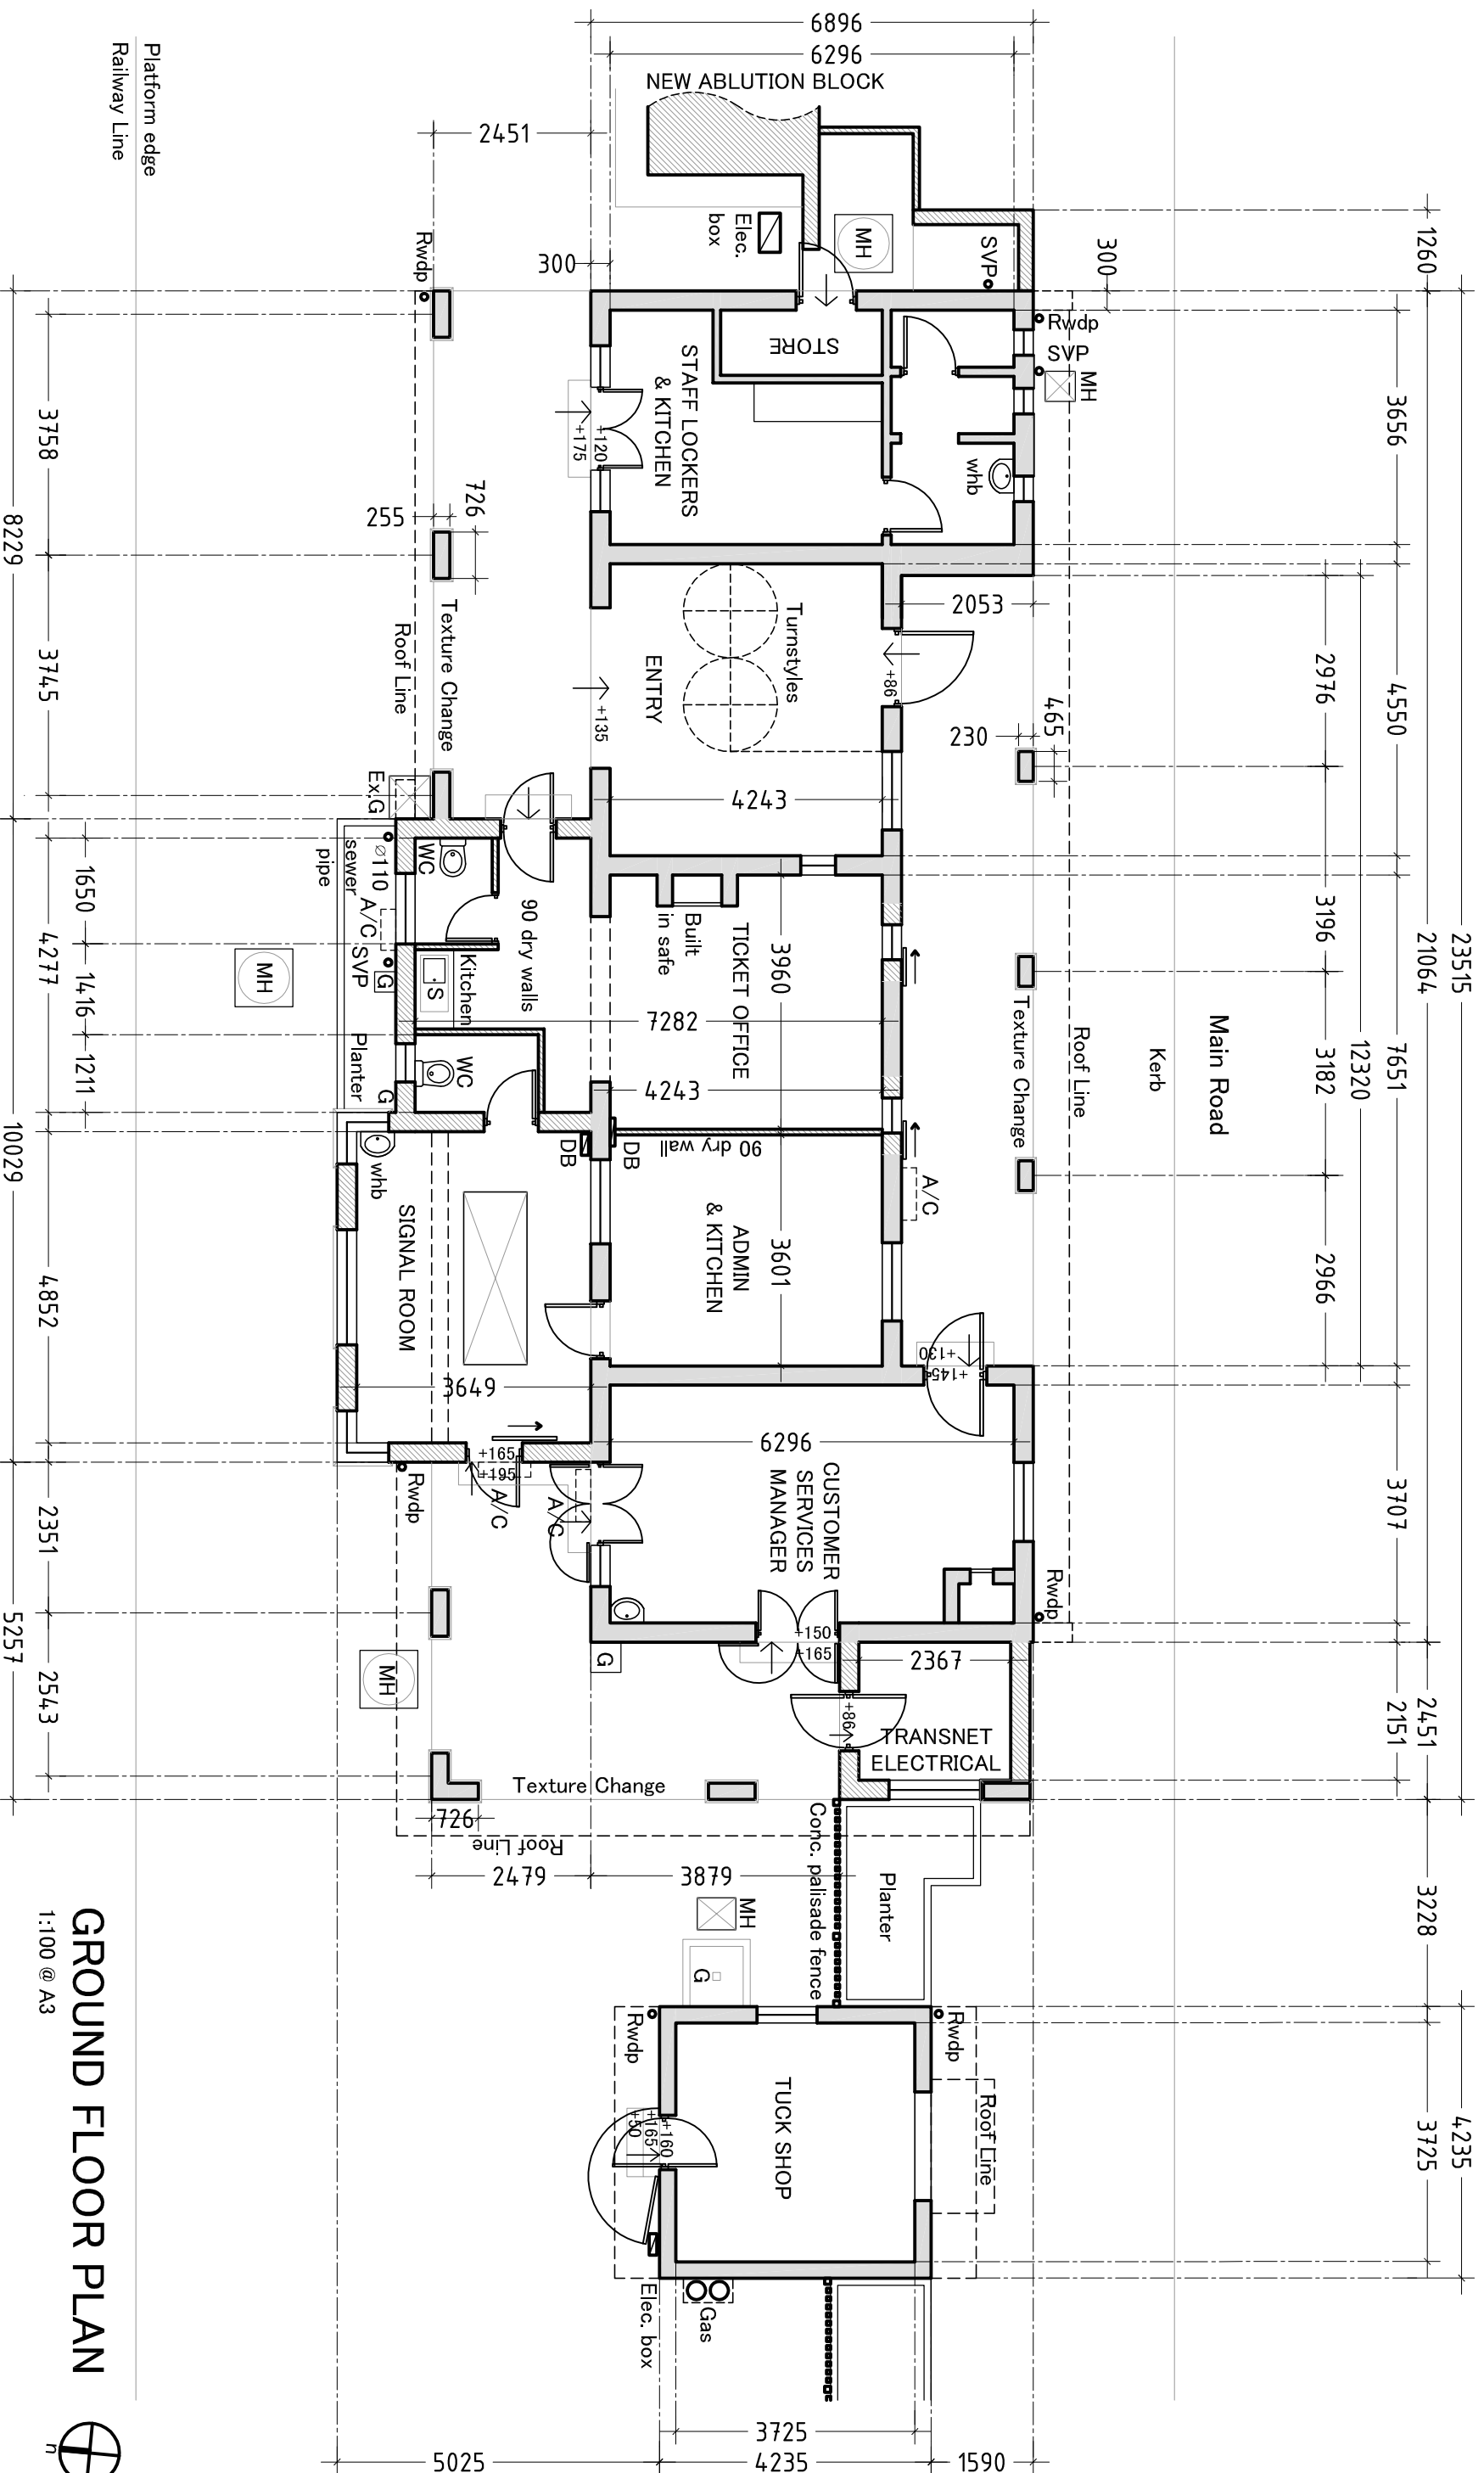 6896
6296
NEW ABLUTION BLOCK
2451
Platform edge
Railway Line
Elec.
box
MH
SVP
300
300
1260
Rwdp
Rwdp
SVP
MH
STORE
STAFF LOCKERS
& KITCHEN
+120
+175
whb
3656
3758
726
255
8229
2053
Turnstyles
ENTRY
+86
+135
Texture Change
Roof Line
3745
230
465
2976
4550
4243
Ex.G
WC
⌀110
sewer
pipe
A/C
SVP
G
1650
4277
1416
1211
MH
90 dry walls
Kitchen
S
WC
Planter
G
Built
in safe
TICKET OFFICE
3960
7282
4243
3196
23515
21064
7651
12320
3182
Texture Change
Roof Line
Kerb
Main Road
DB
DB
90 dry wall
A/C
whb
SIGNAL ROOM
ADMIN
& KITCHEN
3601
2966
10029
4852
3649
+130
+145
6296
+165
+195
A/C
A/C
Rwdp
CUSTOMER
SERVICES
MANAGER
3707
Rwdp
2351
5257
2543
MH
G
+150
+165
2367
+86
TRANSNET
ELECTRICAL
2451
2151
Texture Change
726
Roof Line
2479
3879
Conc. palisade fence
Planter
3228
MH
G
Rwdp
Rwdp
Roof Line
TUCK SHOP
+160
+165
+50
4235
3725
Elec. box
Gas
3725
5025
4235
1590
GROUND FLOOR PLAN
1:100 @ A3
n